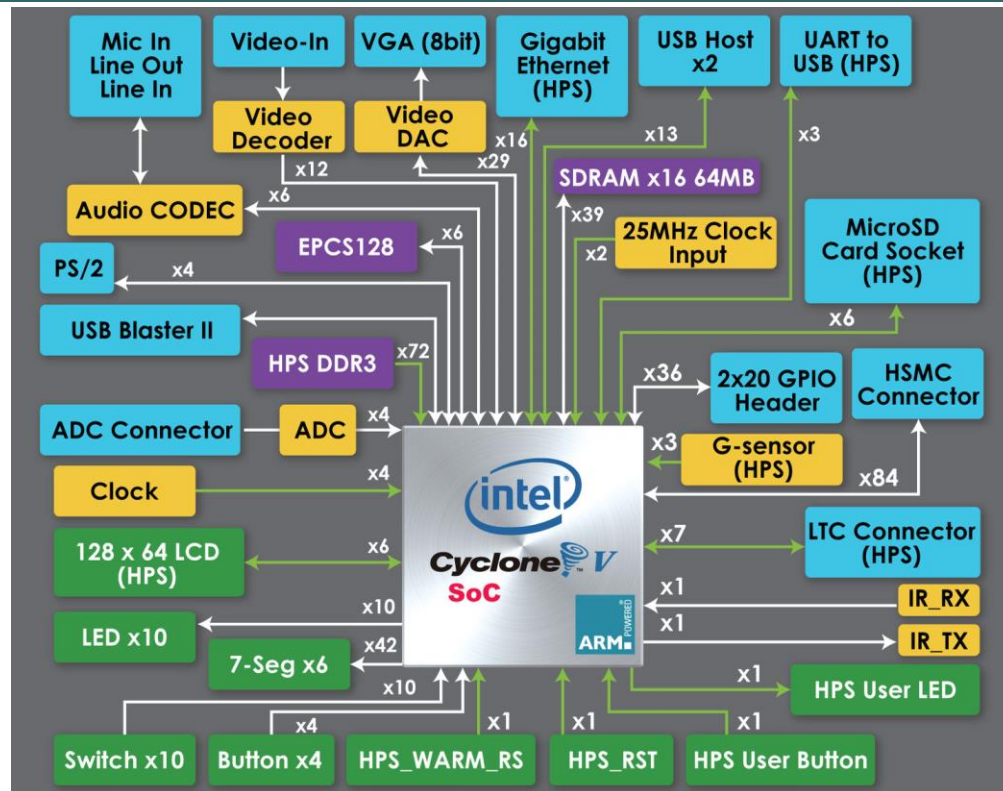 Mic In
Line Out
Line In
Video-In
VGA (8bit)
Gigabit
Ethernet
(HPS)
USB Host
x2
UART to
USB (HPS)
Video
Decoder
Video
DAC
x16
x13
x3
x12
x29
SDRAM x16 64MB
Audio CODEC
x6
x39
EPCS128
x6
25MHz Clock
Input
x2
MicroSD
Card Socket
(HPS)
PS/2
x4
USB Blaster II
x6
HPS DDR3
x72
x36
2x20 GPIO
Header
HSMC
Connector
ADC Connector
ADC
x4
x3
G-sensor
(HPS)
x84
Clock
x4
intel
Cyclone V
TM
SoC
128 x 64 LCD
(HPS)
x6
x7
LTC Connector
(HPS)
ARM
POWERED
x1
IR_RX
x1
IR_TX
LED x10
x10
7-Seg x6
x42
x1
HPS User LED
x10
x4
x1
x1
x1
Switch x10
Button x4
HPS_WARM_RS
HPS_RST
HPS User Button